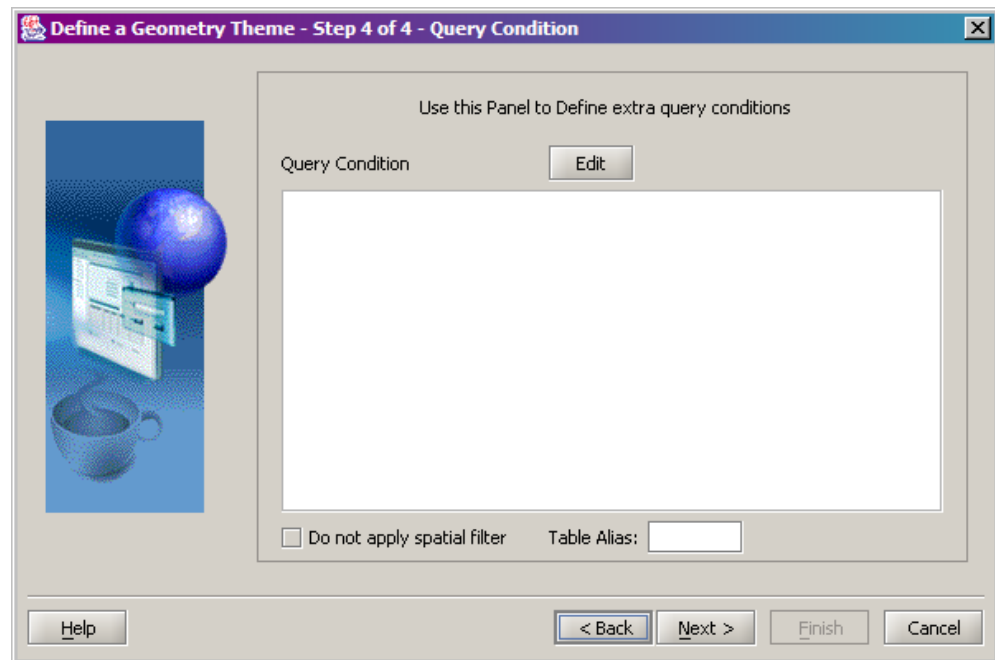 Define a Geometry Theme - Step 4 of 4 - Query Condition
Use this Panel to Define extra query conditions
Query Condition Edit
Do not apply spatial filter Table Alias:
Help < Back Next > Finish Cancel